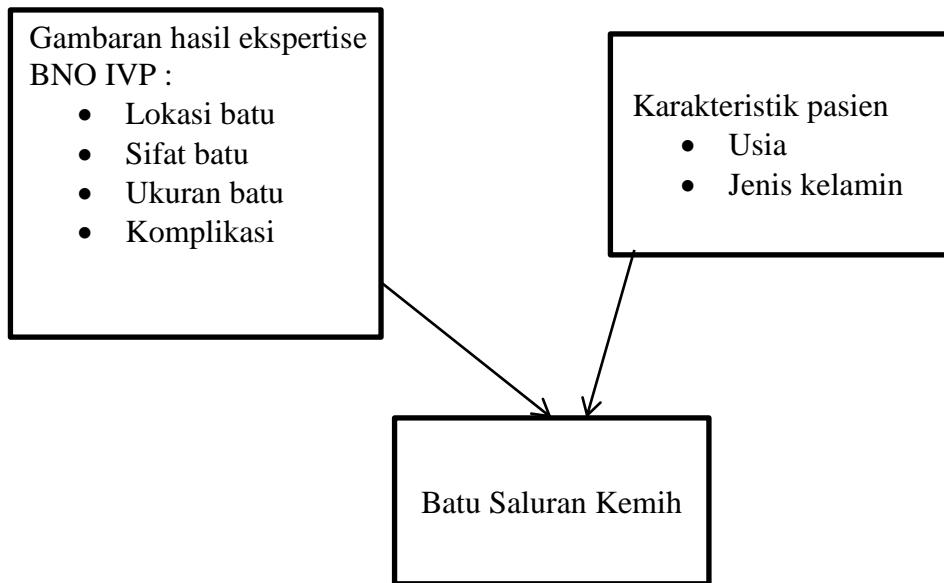 Gambaran hasil ekspertise
BNO IVP :
• Lokasi batu
• Sifat batu
• Ukuran batu
• Komplikasi
Karakteristik pasien
• Usia
• Jenis kelamin
Batu Saluran Kemih